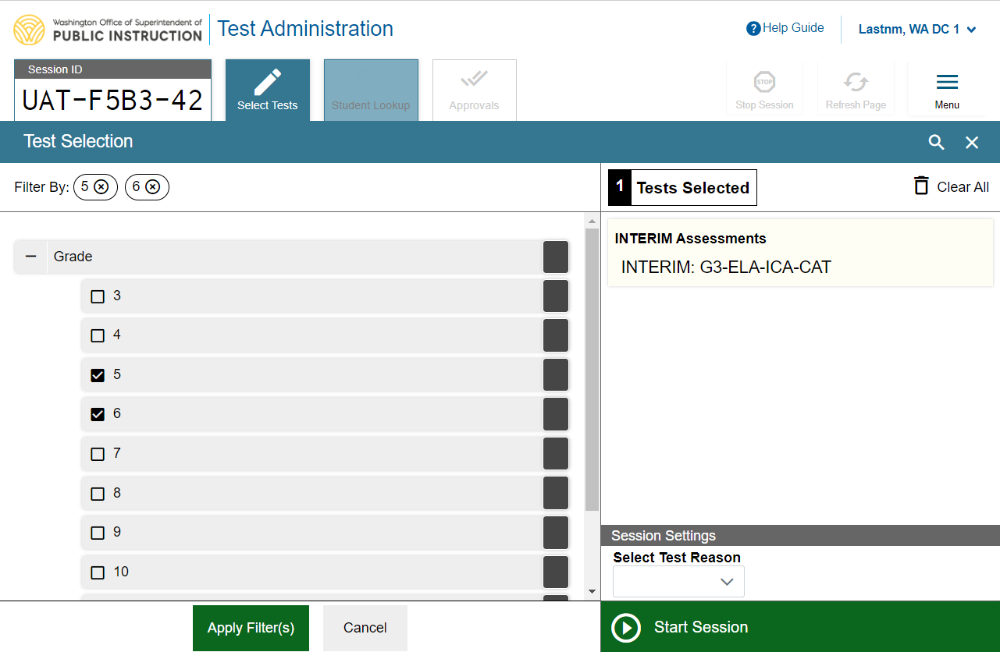 Washington Office of Superintendent of
PUBLIC INSTRUCTION
Test Administration
Help Guide
Lastnm, WA DC 1
Session ID
UAT-F5B3-42
Select Tests
Student Lookup
Approvals
STOP
Stop Session
Refresh Page
Menu
Test Selection
Filter By: 5 6
1 Tests Selected
Clear All
Grade
3
4
5
6
7
8
9
10
INTERIM Assessments
INTERIM: G3-ELA-ICA-CAT
Session Settings
Select Test Reason
Apply Filter(s)
Cancel
Start Session